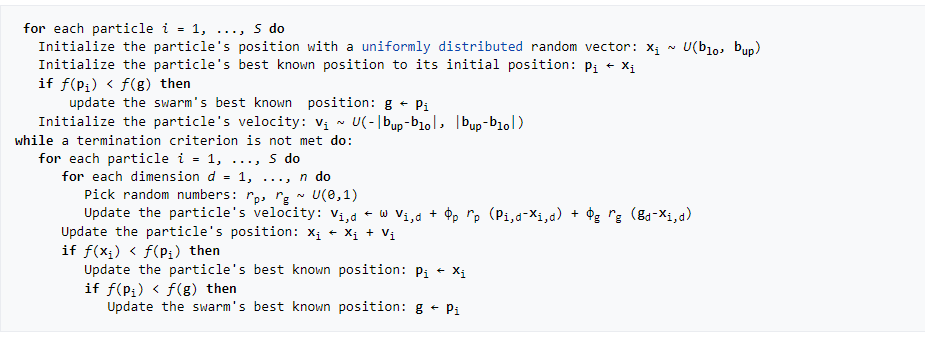 for each particle i = 1, ..., S do
Initialize the particle's position with a uniformly distributed random vector: xᵢ ~ U(bₗₒ, bᵤₚ)
Initialize the particle's best known position to its initial position: pᵢ ← xᵢ
if f(pᵢ) < f(g) then
update the swarm's best known position: g ← pᵢ
Initialize the particle's velocity: vᵢ ~ U(-|bᵤₚ-bₗₒ|, |bᵤₚ-bₗₒ|)
while a termination criterion is not met do:
for each particle i = 1, ..., S do
for each dimension d = 1, ..., n do
Pick random numbers: rₚ, r_g ~ U(0,1)
Update the particle's velocity: vᵢ,d ← ω vᵢ,d + φₚ rₚ (pᵢ,d-xᵢ,d) + φ_g r_g (g_d-xᵢ,d)
Update the particle's position: xᵢ ← xᵢ + vᵢ
if f(xᵢ) < f(pᵢ) then
Update the particle's best known position: pᵢ ← xᵢ
if f(pᵢ) < f(g) then
Update the swarm's best known position: g ← pᵢ